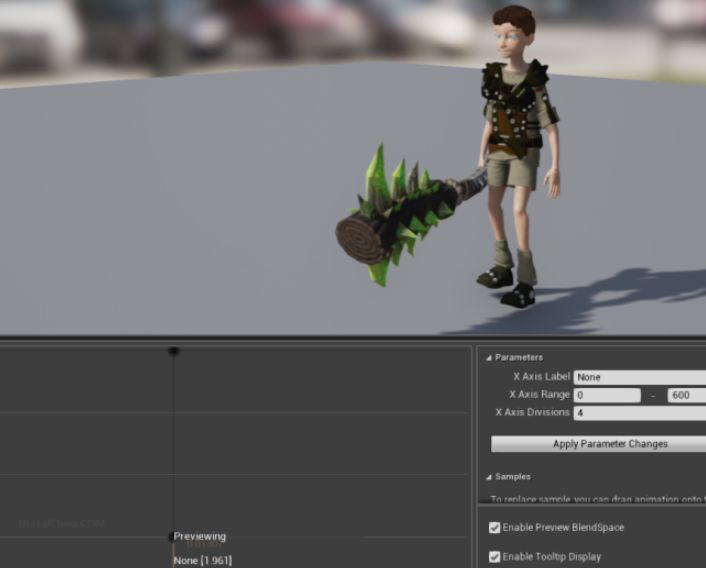 Parameters
X Axis Label None
X Axis Range 0 - 600
X Axis Divisions 4
Apply Parameter Changes
Samples
To replace sample, you can drag animation onto
Enable Preview BlendSpace
Enable Tooltip Display
Previewing
None [1.961]